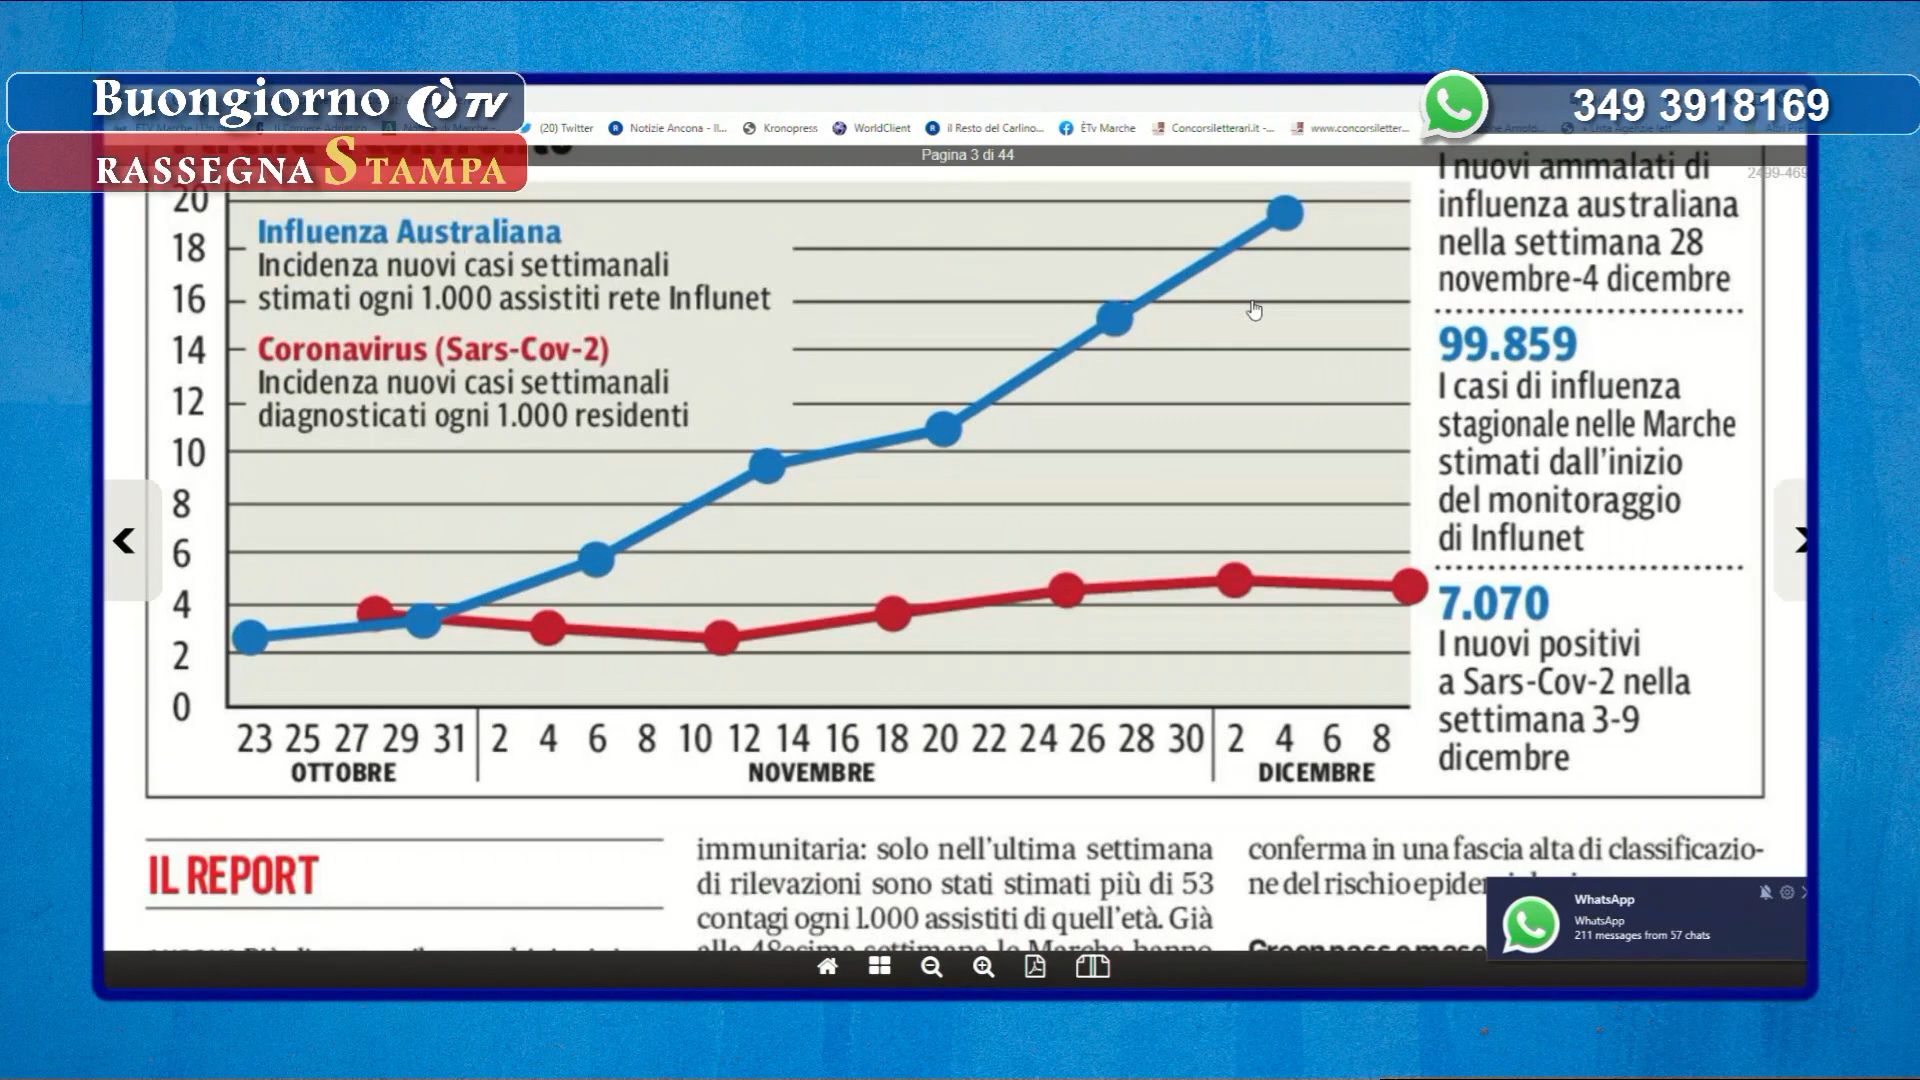 Buongiorno èTV
RASSEGNA STAMPA
349 3918169
(20) Twitter
Notizie Ancona - Il...
Kronopress
WorldClient
il Resto del Carlino...
ÈTv Marche
Concorsiletterari.it -...
www.concorsiletter...
Pagina 3 di 44
20
18
16
14
12
10
8
6
4
2
0
Influenza Australiana
Incidenza nuovi casi settimanali
stimati ogni 1.000 assistiti rete Influnet
Coronavirus (Sars-Cov-2)
Incidenza nuovi casi settimanali
diagnosticati ogni 1.000 residenti
23 25 27 29 31 2 4 6 8 10 12 14 16 18 20 22 24 26 28 30 2 4 6 8
OTTOBRE NOVEMBRE DICEMBRE
I nuovi ammalati di
influenza australiana
nella settimana 28
novembre-4 dicembre
99.859
I casi di influenza
stagionale nelle Marche
stimati dall'inizio
del monitoraggio
di Influnet
7.070
I nuovi positivi
a Sars-Cov-2 nella
settimana 3-9
dicembre
IL REPORT
immunitaria: solo nell'ultima settimana
di rilevazioni sono stati stimati più di 53
contagi ogni 1.000 assistiti di quell'età. Già
alla 48esima settimana le Marche hanno
conferma in una fascia alta di classificazio-
ne del rischio
WhatsApp
WhatsApp
211 messages from 57 chats